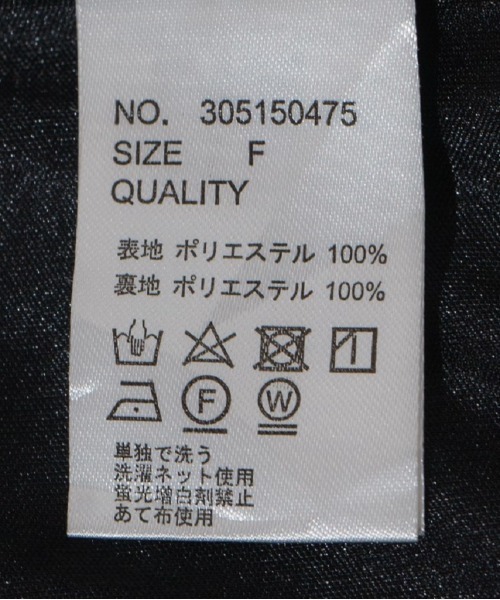 NO. 305150475
SIZE F
QUALITY
表地 ポリエステル 100%
裏地 ポリエステル 100%
F W
単独で洗う
洗濯ネット使用
蛍光増白剤禁止
あて布使用